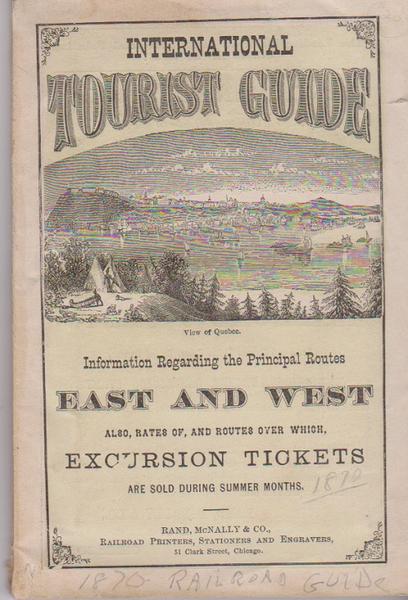 INTERNATIONAL
TOURIST GUIDE
View of Quebec.
Information Regarding the Principal Routes
EAST AND WEST
ALSO, RATES OF, AND ROUTES OVER WHICH,
EXCURSION TICKETS
ARE SOLD DURING SUMMER MONTHS.
1870
RAND, McNALLY & CO.,
RAILROAD PRINTERS, STATIONERS AND ENGRAVERS,
51 Clark Street, Chicago.
1870 RAILROAD GUIDE